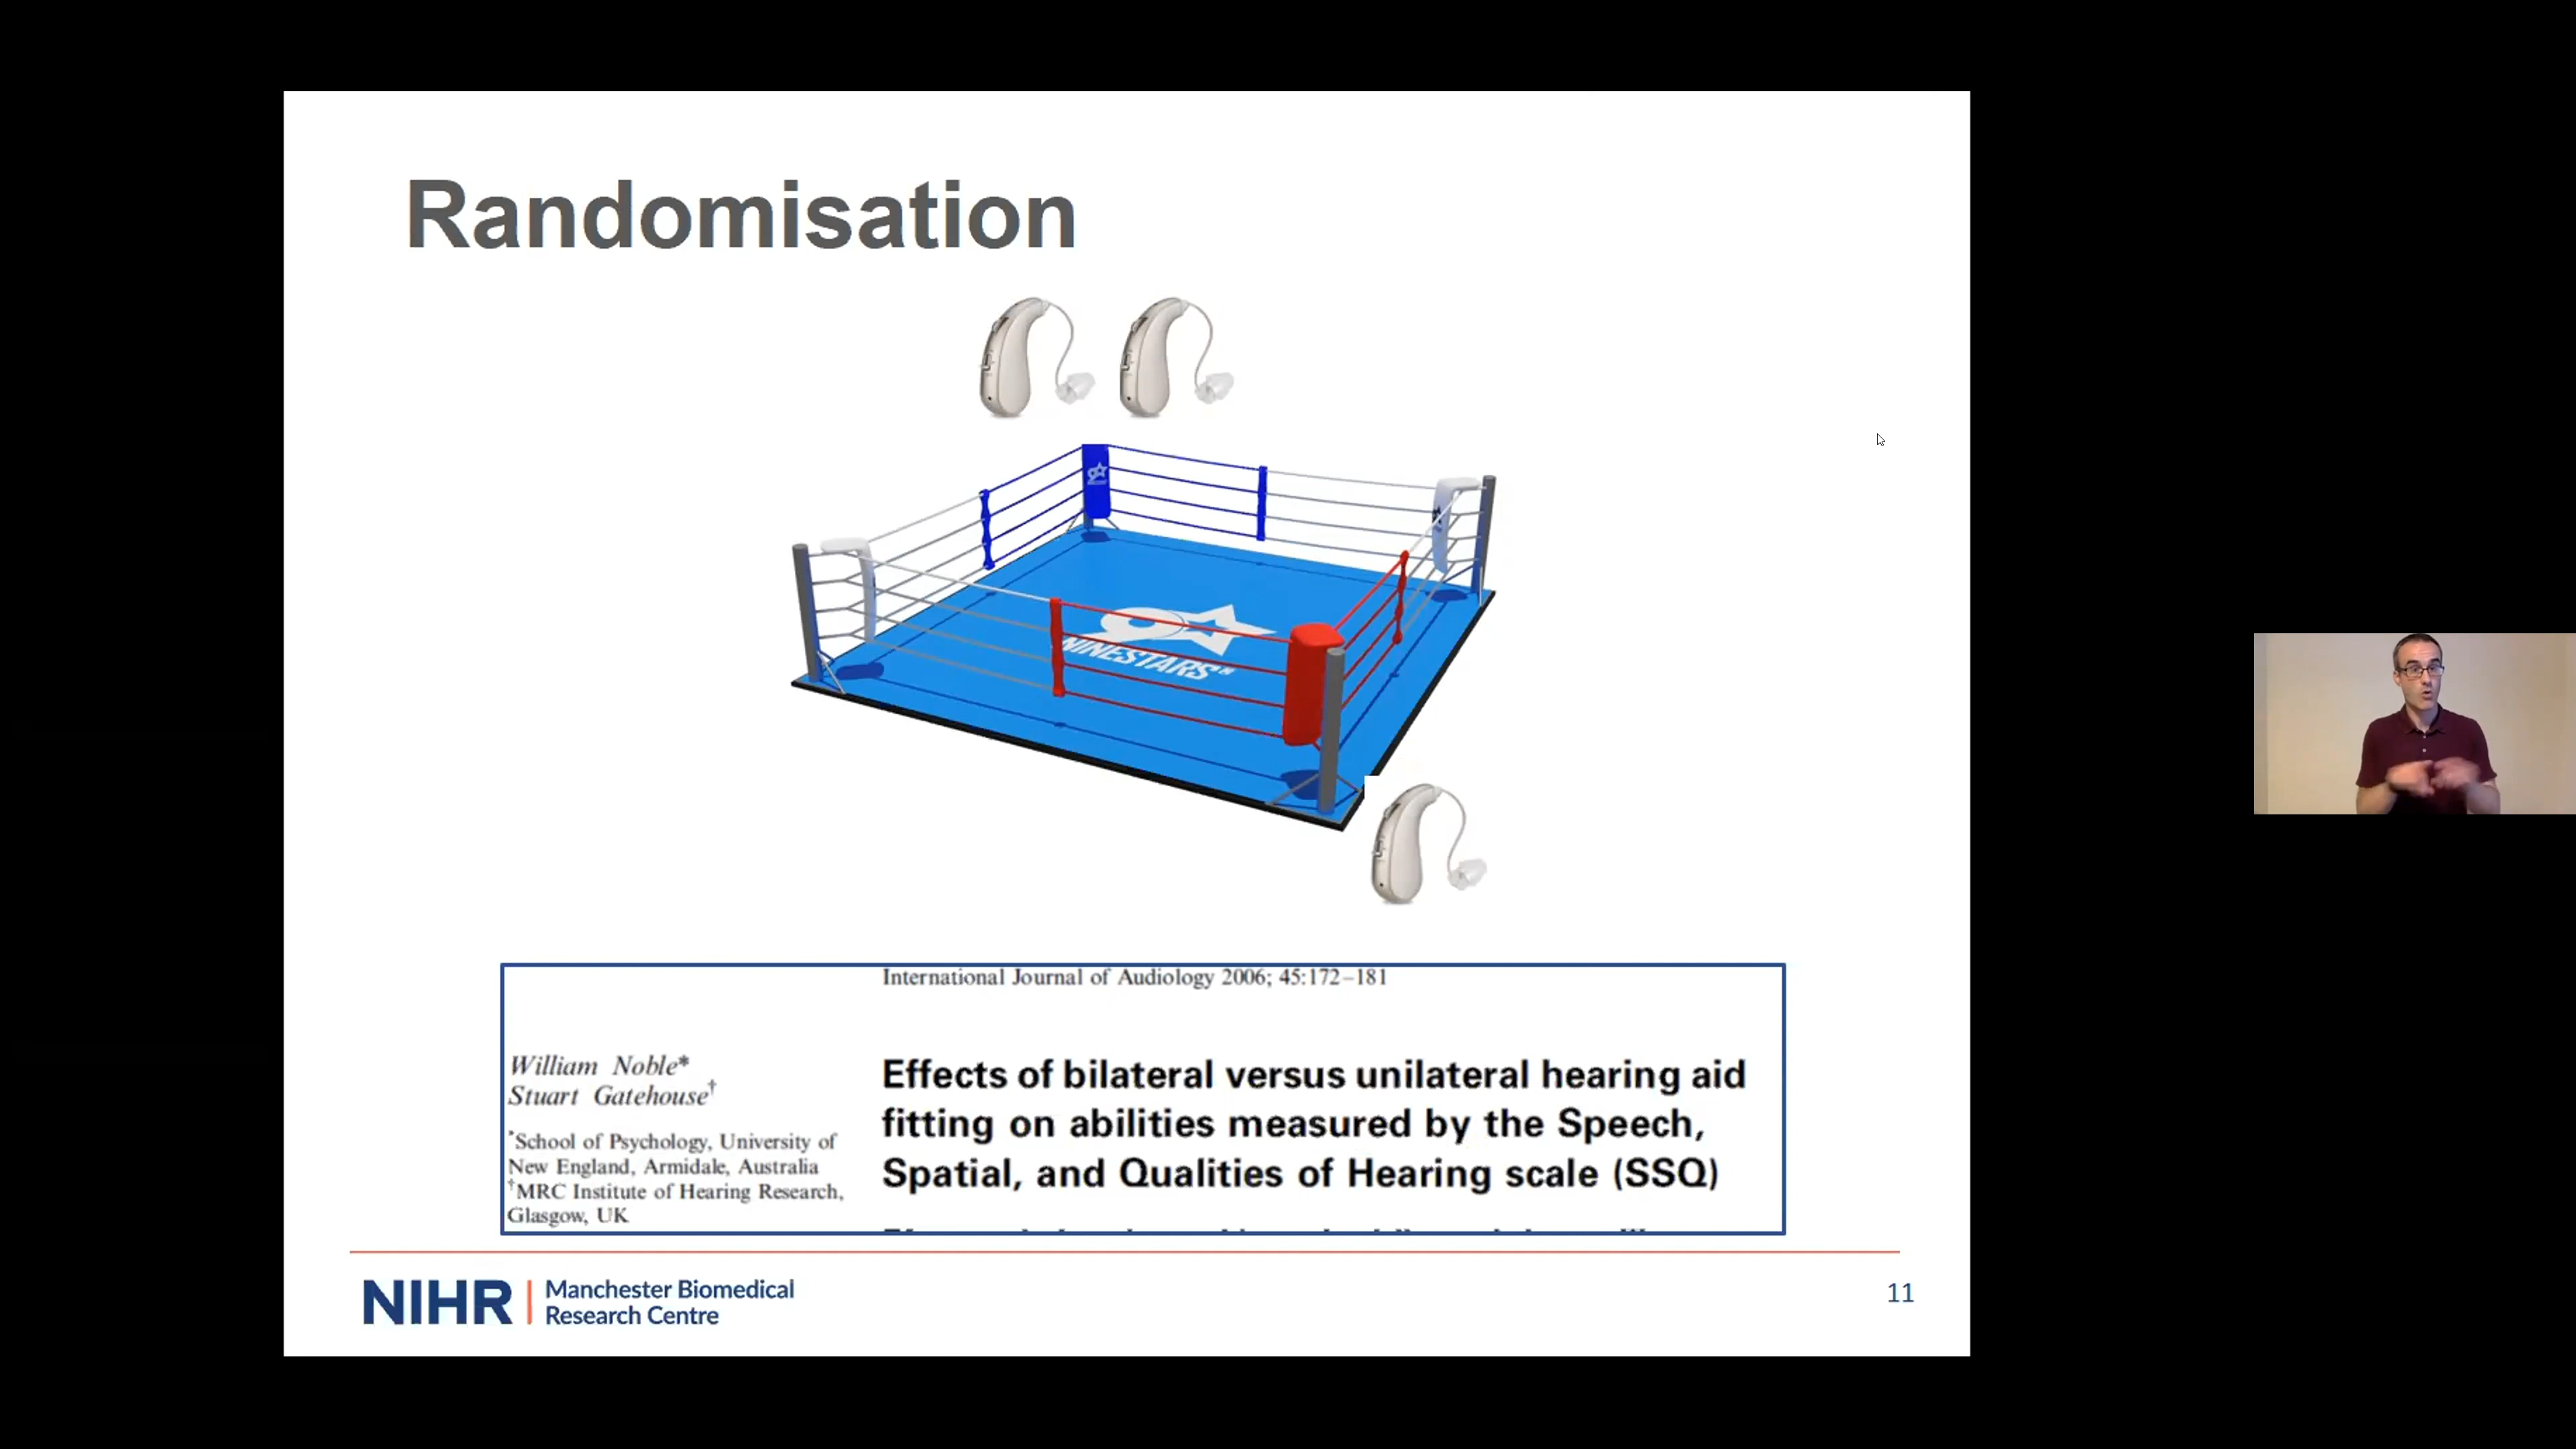 Randomisation
NINESTARS
International Journal of Audiology 2006; 45:172–181
William Noble*
Stuart Gatehouse†
*School of Psychology, University of
New England, Armidale, Australia
†MRC Institute of Hearing Research,
Glasgow, UK
Effects of bilateral versus unilateral hearing aid
fitting on abilities measured by the Speech,
Spatial, and Qualities of Hearing scale (SSQ)
NIHR | Manchester Biomedical
Research Centre
11